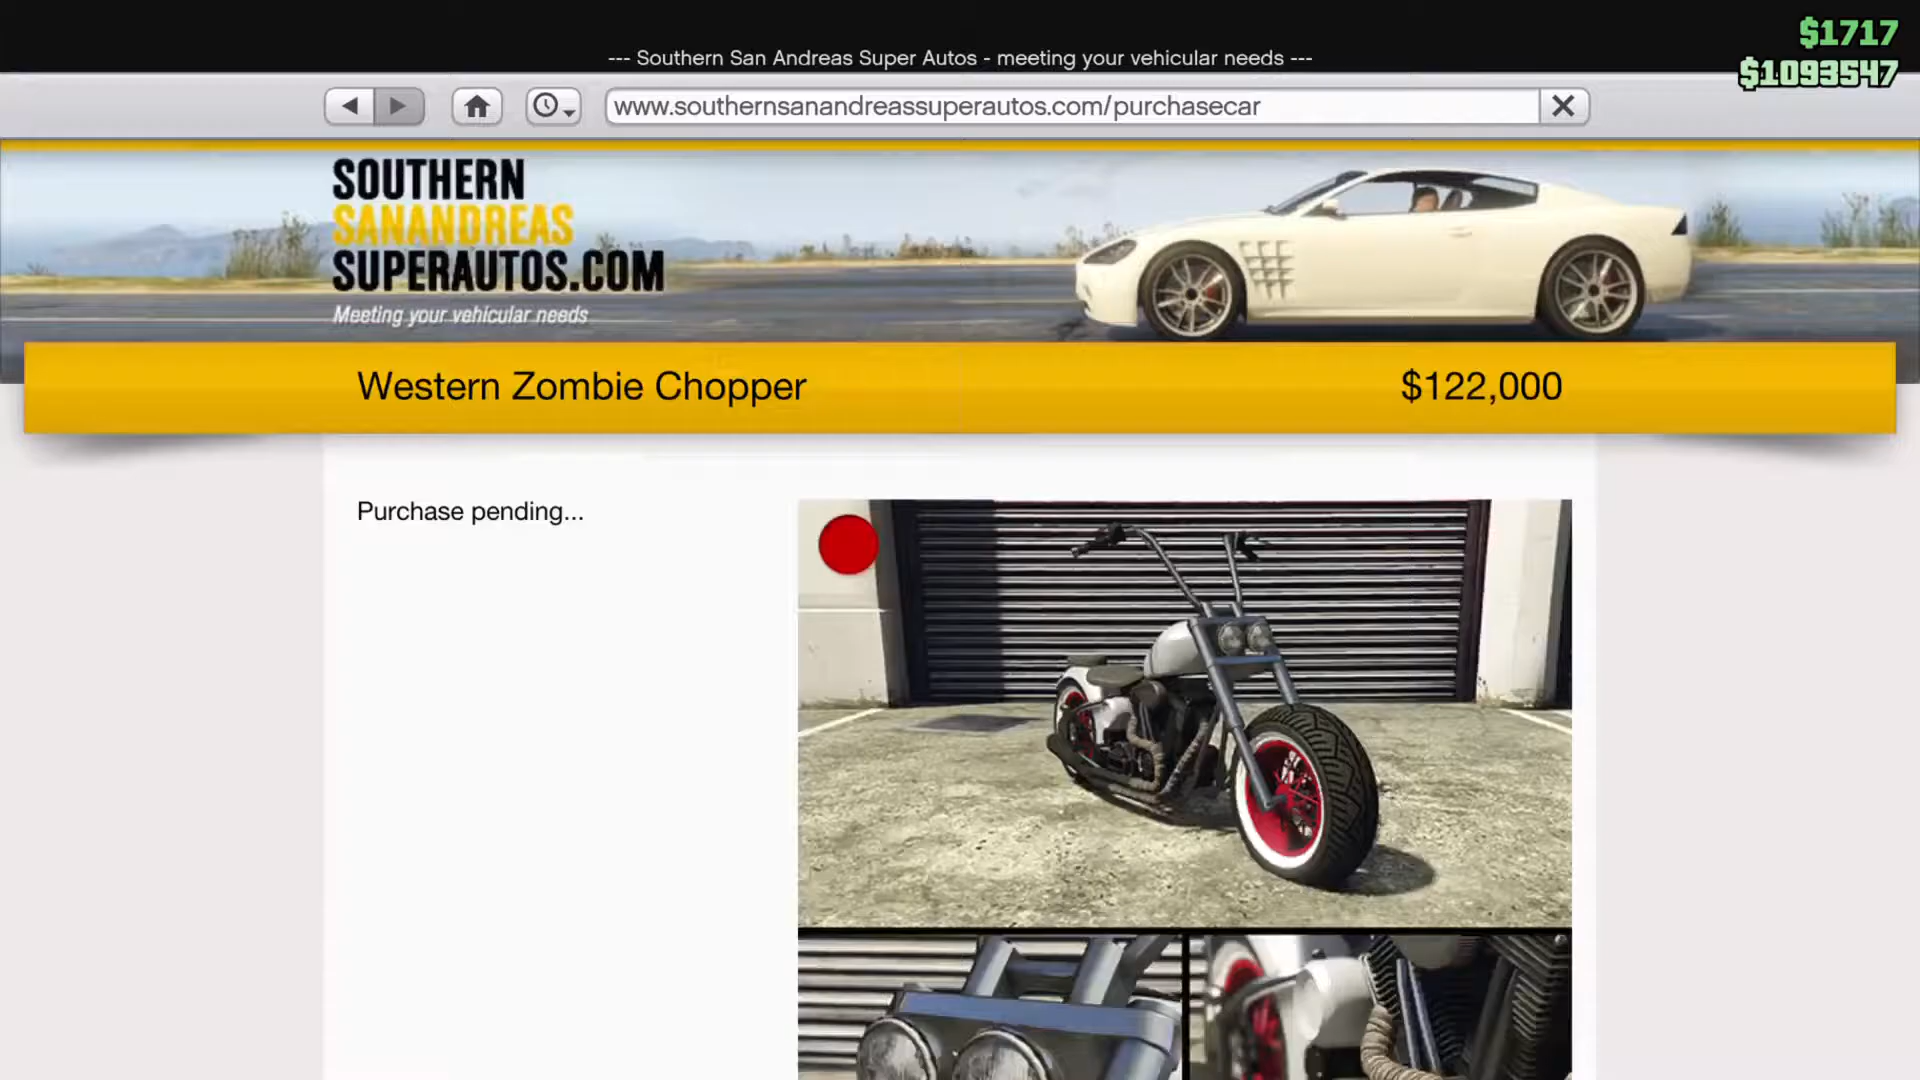 $1717
--- Southern San Andreas Super Autos - meeting your vehicular needs ---
$1093547
www.southernsanandreassuperautos.com/purchasecar
SOUTHERN
SANANDREAS
SUPERAUTOS.COM
Meeting your vehicular needs
Western Zombie Chopper $122,000
Purchase pending...